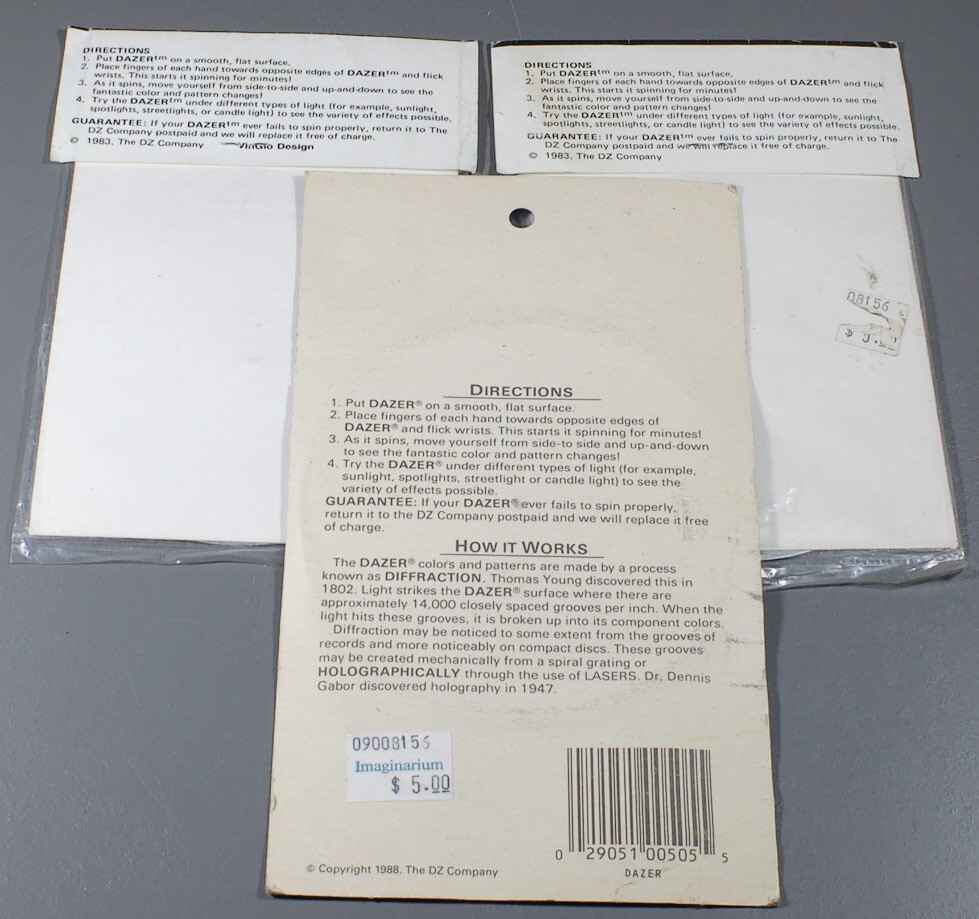 DIRECTIONS
1. Put DAZERtm on a smooth, flat surface.
2. Place fingers of each hand towards opposite edges of DAZERtm and flick
wrists. This starts it spinning for minutes!
3. As it spins, move yourself from side-to-side and up-and-down to see the
fantastic color and pattern changes!
4. Try the DAZERtm under different types of light (for example, sunlight,
spotlights, streetlights, or candle light) to see the variety of effects possible.
GUARANTEE: If your DAZERtm ever fails to spin properly, return it to The
DZ Company postpaid and we will replace it free of charge.
© 1983, The DZ Company Design
DIRECTIONS
1. Put DAZERtm on a smooth, flat surface.
2. Place fingers of each hand towards opposite edges of DAZERtm and flick
wrists. This starts it spinning for minutes!
3. As it spins, move yourself from side-to-side and up-and-down to see the
fantastic color and pattern changes!
4. Try the DAZERtm under different types of light (for example, sunlight,
spotlights, streetlights, or candle light) to see the variety of effects possible.
GUARANTEE: If your DAZERtm ever fails to spin properly, return it to The
DZ Company postpaid and we will replace it free of charge.
© 1983, The DZ Company
08156
DIRECTIONS
1. Put DAZER® on a smooth, flat surface.
2. Place fingers of each hand towards opposite edges of
DAZER® and flick wrists. This starts it spinning for minutes!
3. As it spins, move yourself from side-to side and up-and-down
to see the fantastic color and pattern changes!
4. Try the DAZER® under different types of light (for example,
sunlight, spotlights, streetlight or candle light) to see the
variety of effects possible.
GUARANTEE: If your DAZER® ever fails to spin properly,
return it to the DZ Company postpaid and we will replace it free
of charge.
HOW IT WORKS
The DAZER® colors and patterns are made by a process
known as DIFFRACTION. Thomas Young discovered this in
1802. Light strikes the DAZER® surface where there are
approximately 14,000 closely spaced grooves per inch. When the
light hits these grooves, it is broken up into its component colors.
Diffraction may be noticed to some extent from the grooves of
records and more noticeably on compact discs. These grooves
may be created mechanically from a spiral grating or
HOLOGRAPHICALLY through the use of LASERS. Dr. Dennis
Gabor discovered holography in 1947.
09008156
Imaginarium
$ 5.00
0 29051 00505 5
DAZER
© Copyright 1988. The DZ Company